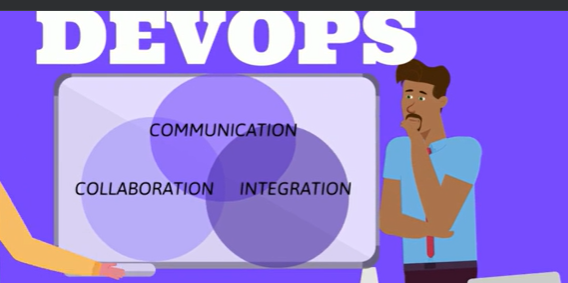 DEVOPS
COMMUNICATION
COLLABORATION INTEGRATION